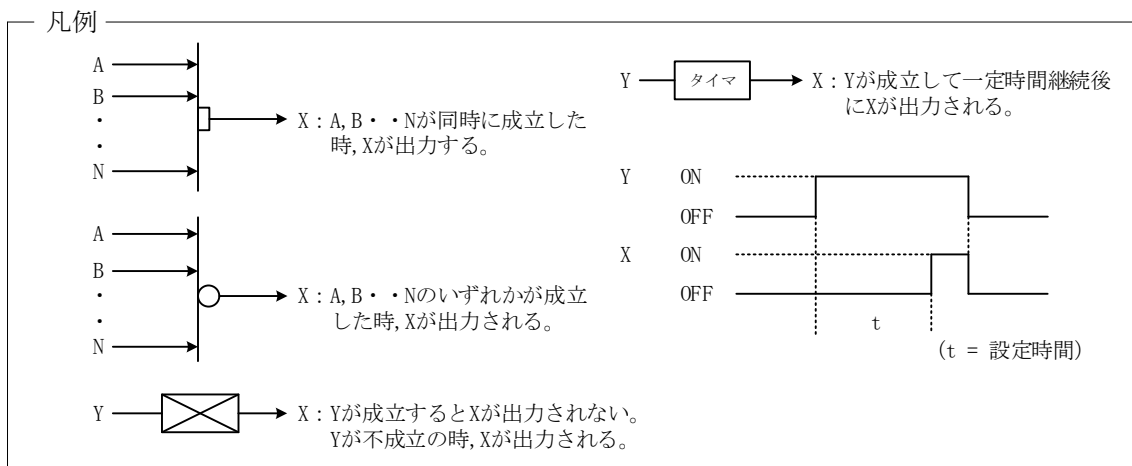 凡例
A
B
・
・
N
X：A,B・・Nが同時に成立した
時,Xが出力する。
A
B
・
・
N
X：A,B・・Nのいずれかが成立
した時,Xが出力される。
Y
X：Yが成立するとXが出力されない。
Yが不成立の時,Xが出力される。
Y
タイマ
X：Yが成立して一定時間継続後
にXが出力される。
Y ON
OFF
X ON
OFF
t
(t = 設定時間)